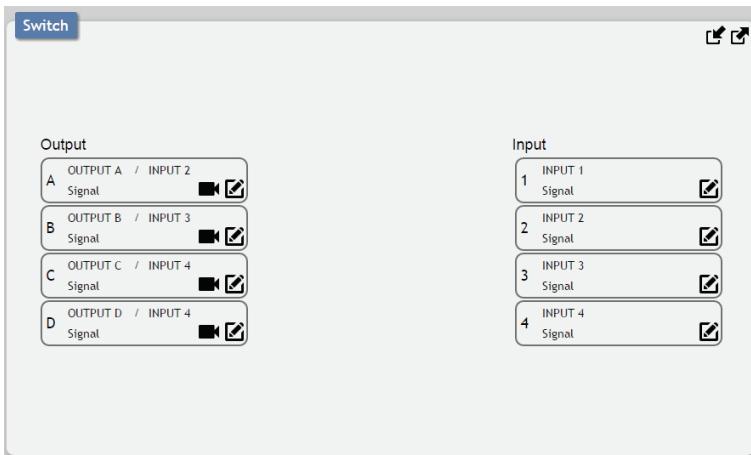 Switch
Output
A OUTPUT A / INPUT 2
Signal
B OUTPUT B / INPUT 3
Signal
C OUTPUT C / INPUT 4
Signal
D OUTPUT D / INPUT 4
Signal
Input
1 INPUT 1
Signal
2 INPUT 2
Signal
3 INPUT 3
Signal
4 INPUT 4
Signal